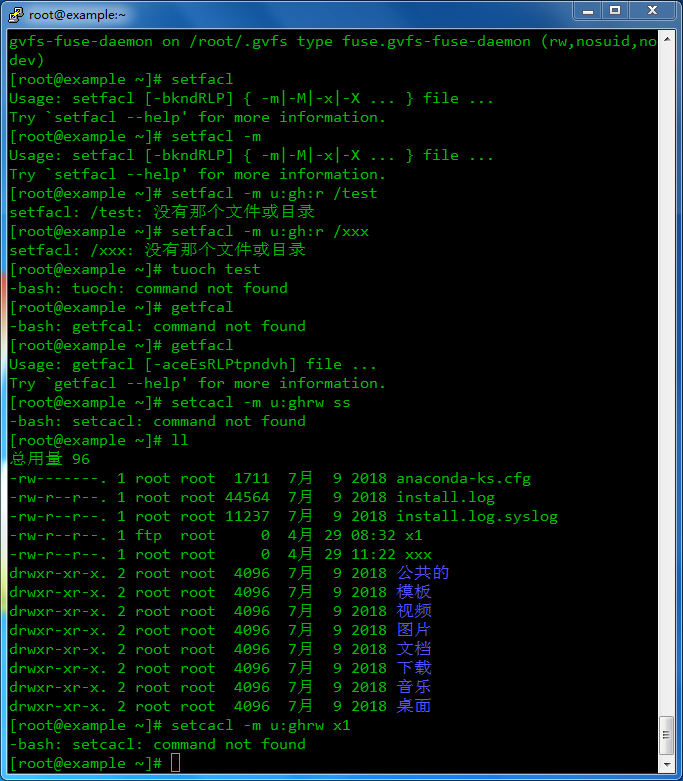 root@example:~
gvfs-fuse-daemon on /root/.gvfs type fuse.gvfs-fuse-daemon (rw,nosuid,no
dev)
[root@example ~]# setfacl
Usage: setfacl [-bkndRLP] { -m|-M|-x|-X ... } file ...
Try `setfacl --help' for more information.
[root@example ~]# setfacl -m
Usage: setfacl [-bkndRLP] { -m|-M|-x|-X ... } file ...
Try `setfacl --help' for more information.
[root@example ~]# setfacl -m u:gh:r /test
setfacl: /test: 没有那个文件或目录
[root@example ~]# setfacl -m u:gh:r /xxx
setfacl: /xxx: 没有那个文件或目录
[root@example ~]# tuoch test
-bash: tuoch: command not found
[root@example ~]# getfcal
-bash: getfcal: command not found
[root@example ~]# getfacl
Usage: getfacl [-aceEsRLPtpndvh] file ...
Try `getfacl --help' for more information.
[root@example ~]# setcacl -m u:ghrw ss
-bash: setcacl: command not found
[root@example ~]# ll
总用量 96
-rw-------. 1 root root  1711  7月  9 2018 anaconda-ks.cfg
-rw-r--r--. 1 root root 44564  7月  9 2018 install.log
-rw-r--r--. 1 root root 11237  7月  9 2018 install.log.syslog
-rw-r--r--. 1 ftp  root     0  4月 29 08:32 x1
-rw-r--r--. 1 root root     0  4月 29 11:22 xxx
drwxr-xr-x. 2 root root  4096  7月  9 2018 公共的
drwxr-xr-x. 2 root root  4096  7月  9 2018 模板
drwxr-xr-x. 2 root root  4096  7月  9 2018 视频
drwxr-xr-x. 2 root root  4096  7月  9 2018 图片
drwxr-xr-x. 2 root root  4096  7月  9 2018 文档
drwxr-xr-x. 2 root root  4096  7月  9 2018 下载
drwxr-xr-x. 2 root root  4096  7月  9 2018 音乐
drwxr-xr-x. 2 root root  4096  7月  9 2018 桌面
[root@example ~]# setcacl -m u:ghrw x1
-bash: setcacl: command not found
[root@example ~]#